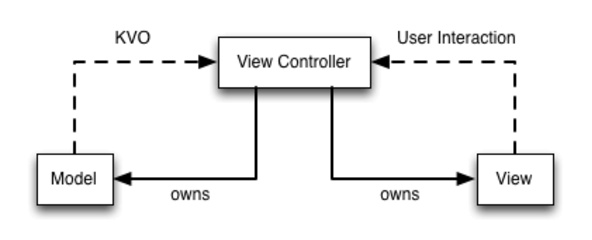 KVO
User Interaction
View Controller
Model
View
owns
owns